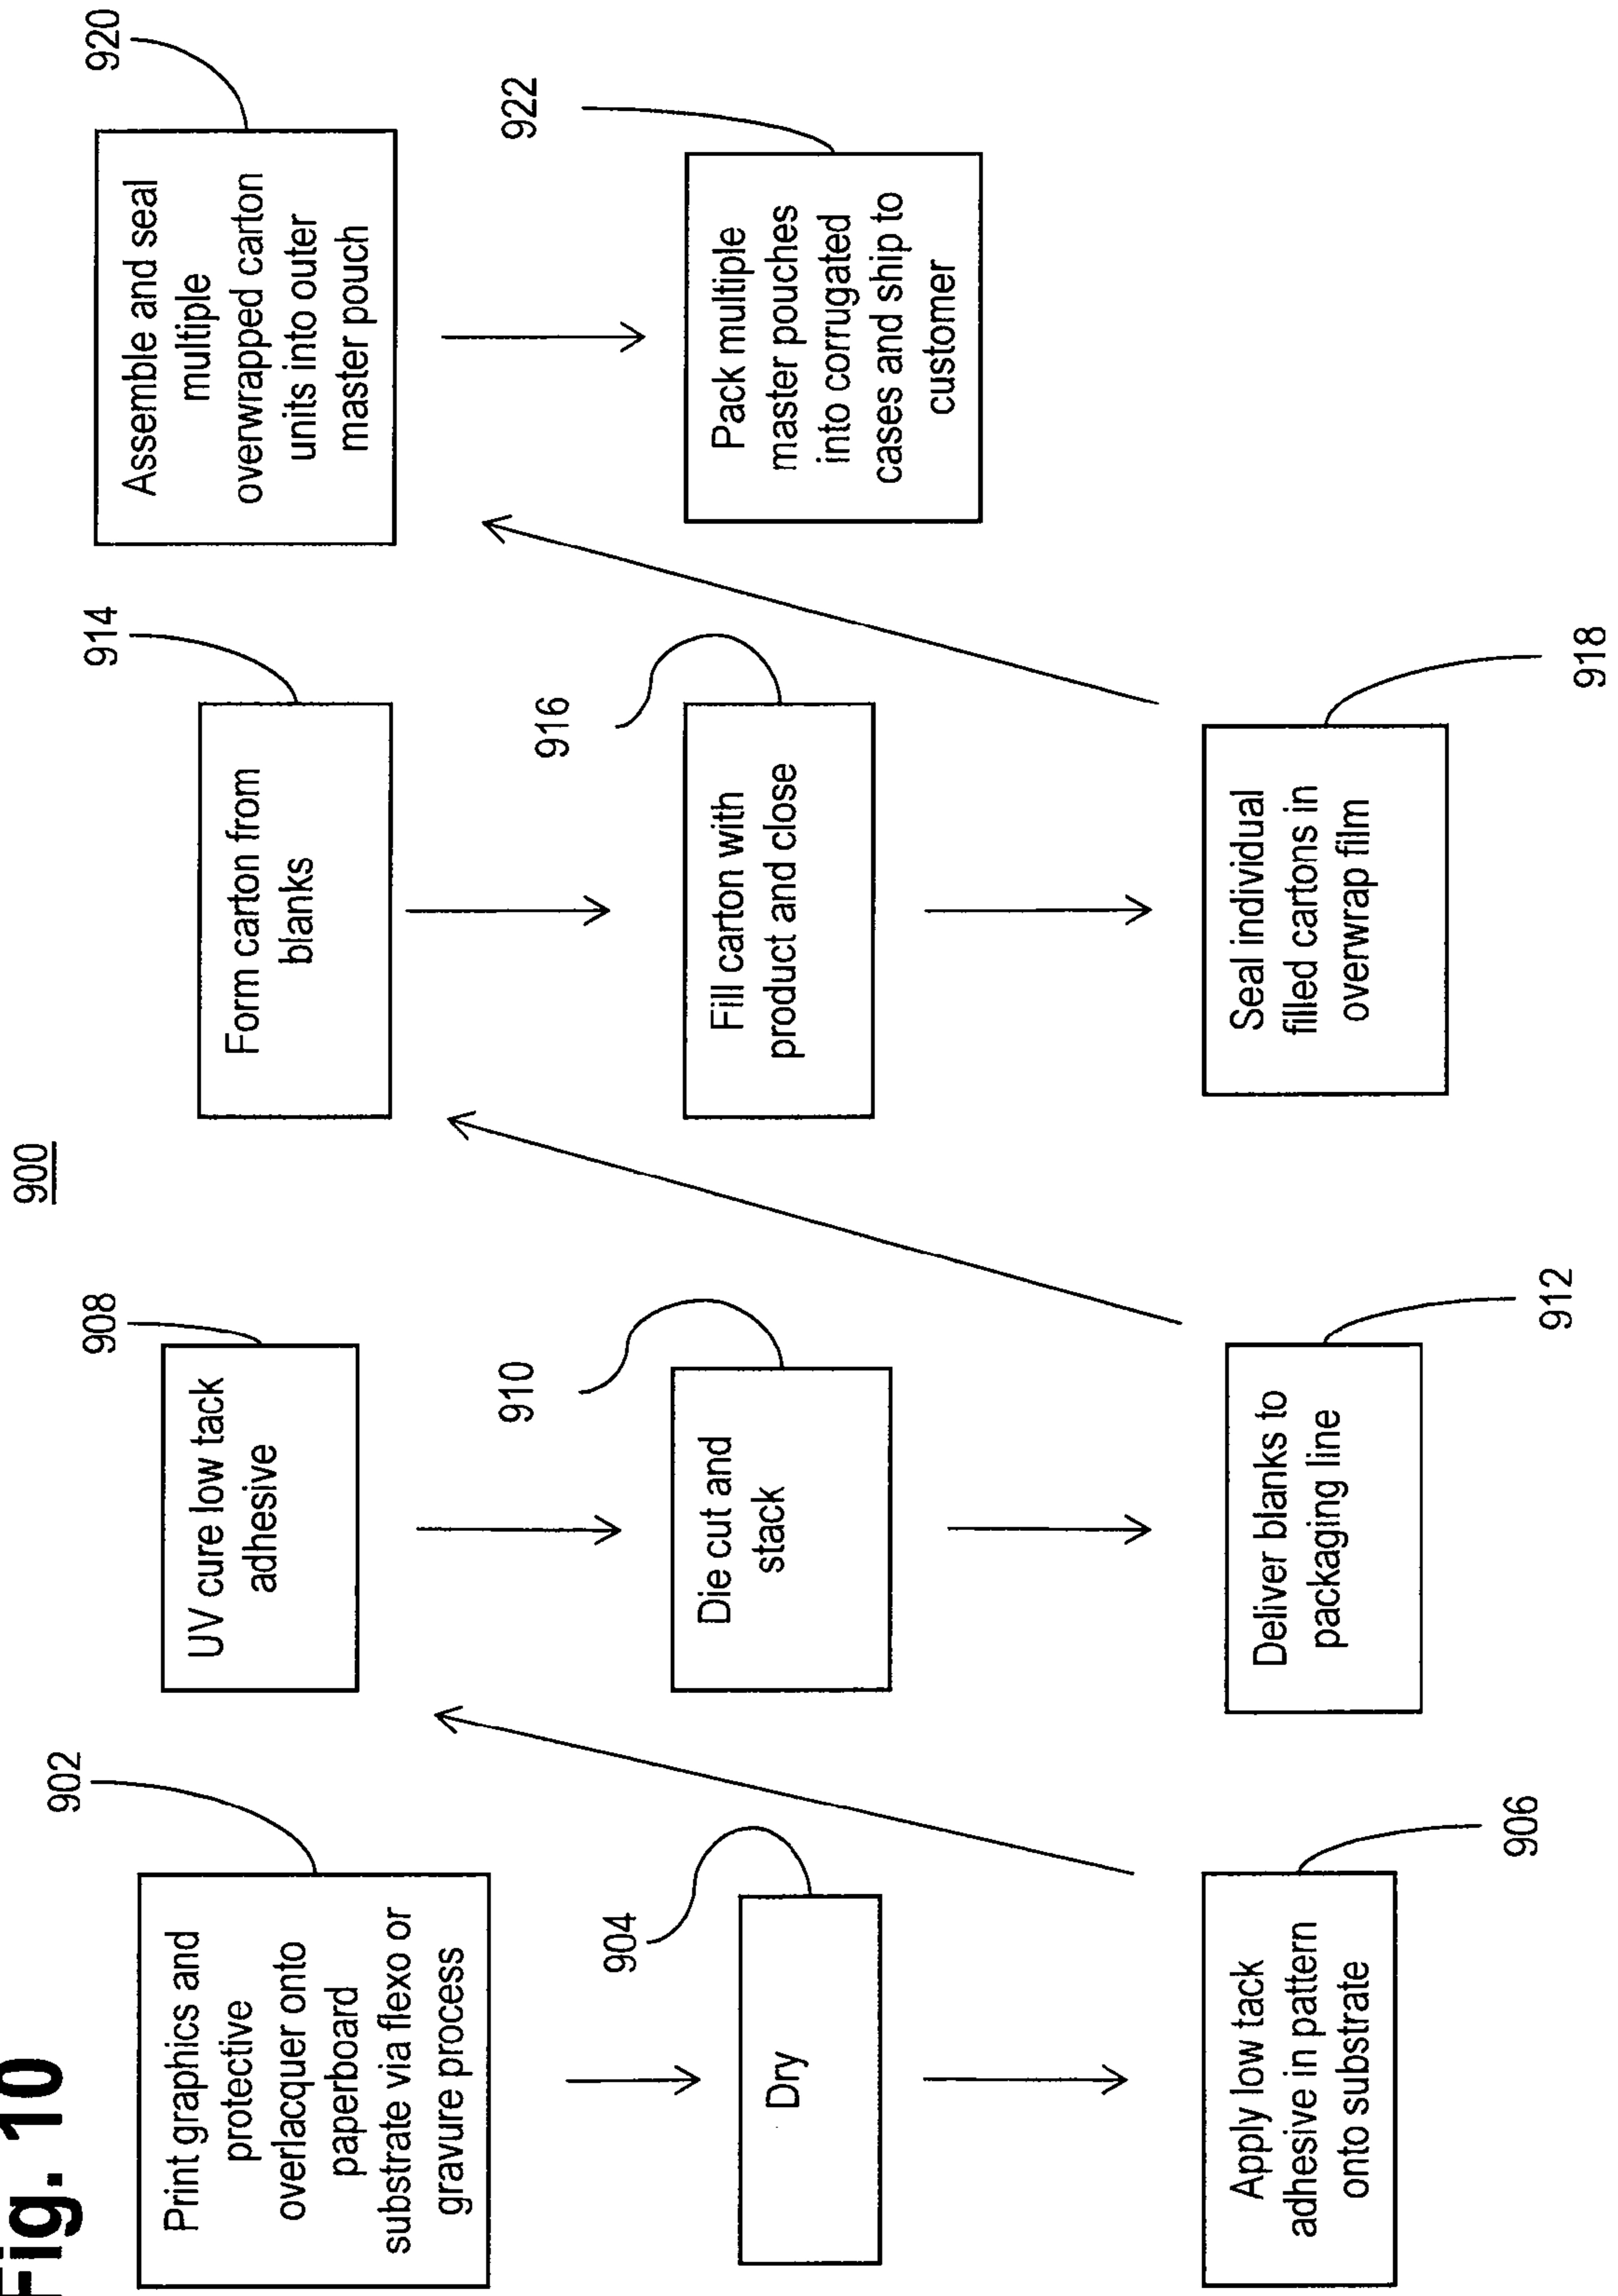 Fig. 10
900
902
Print graphics and
protective
overlacquer onto
paperboard
substrate via flexo or
gravure process
904
Dry
906
Apply low tack
adhesive in pattern
onto substrate
908
UV cure low tack
adhesive
910
Die cut and
stack
912
Deliver blanks to
packaging line
914
Form carton from
blanks
916
Fill carton with
product and close
918
Seal individual
filled cartons in
overwrap film
920
Assemble and seal
multiple
overwrapped carton
units into outer
master pouch
922
Pack multiple
master pouches
into corrugated
cases and ship to
customer